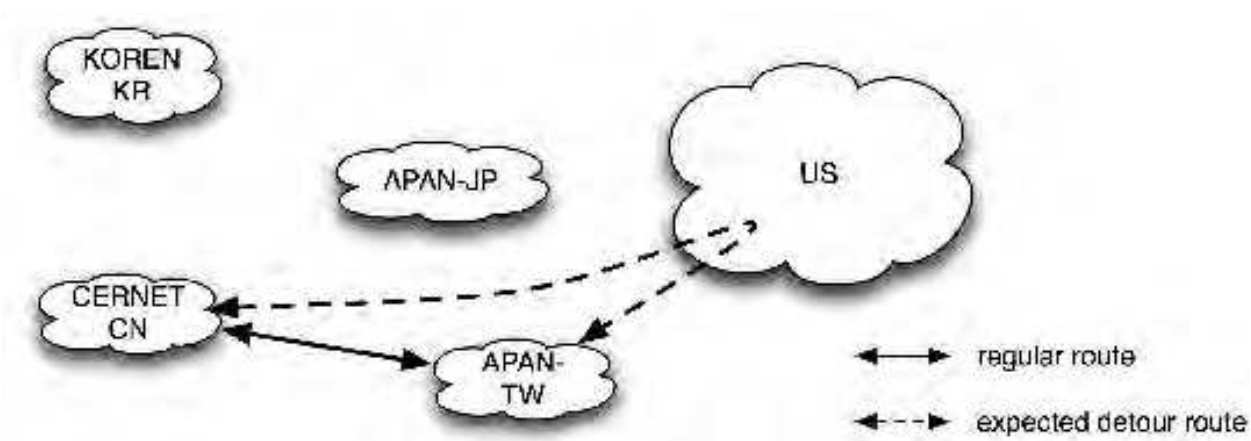 KOREN
KR
APAN-JP
US
CERNET
CN
APAN-
TW
regular route
expected detour route